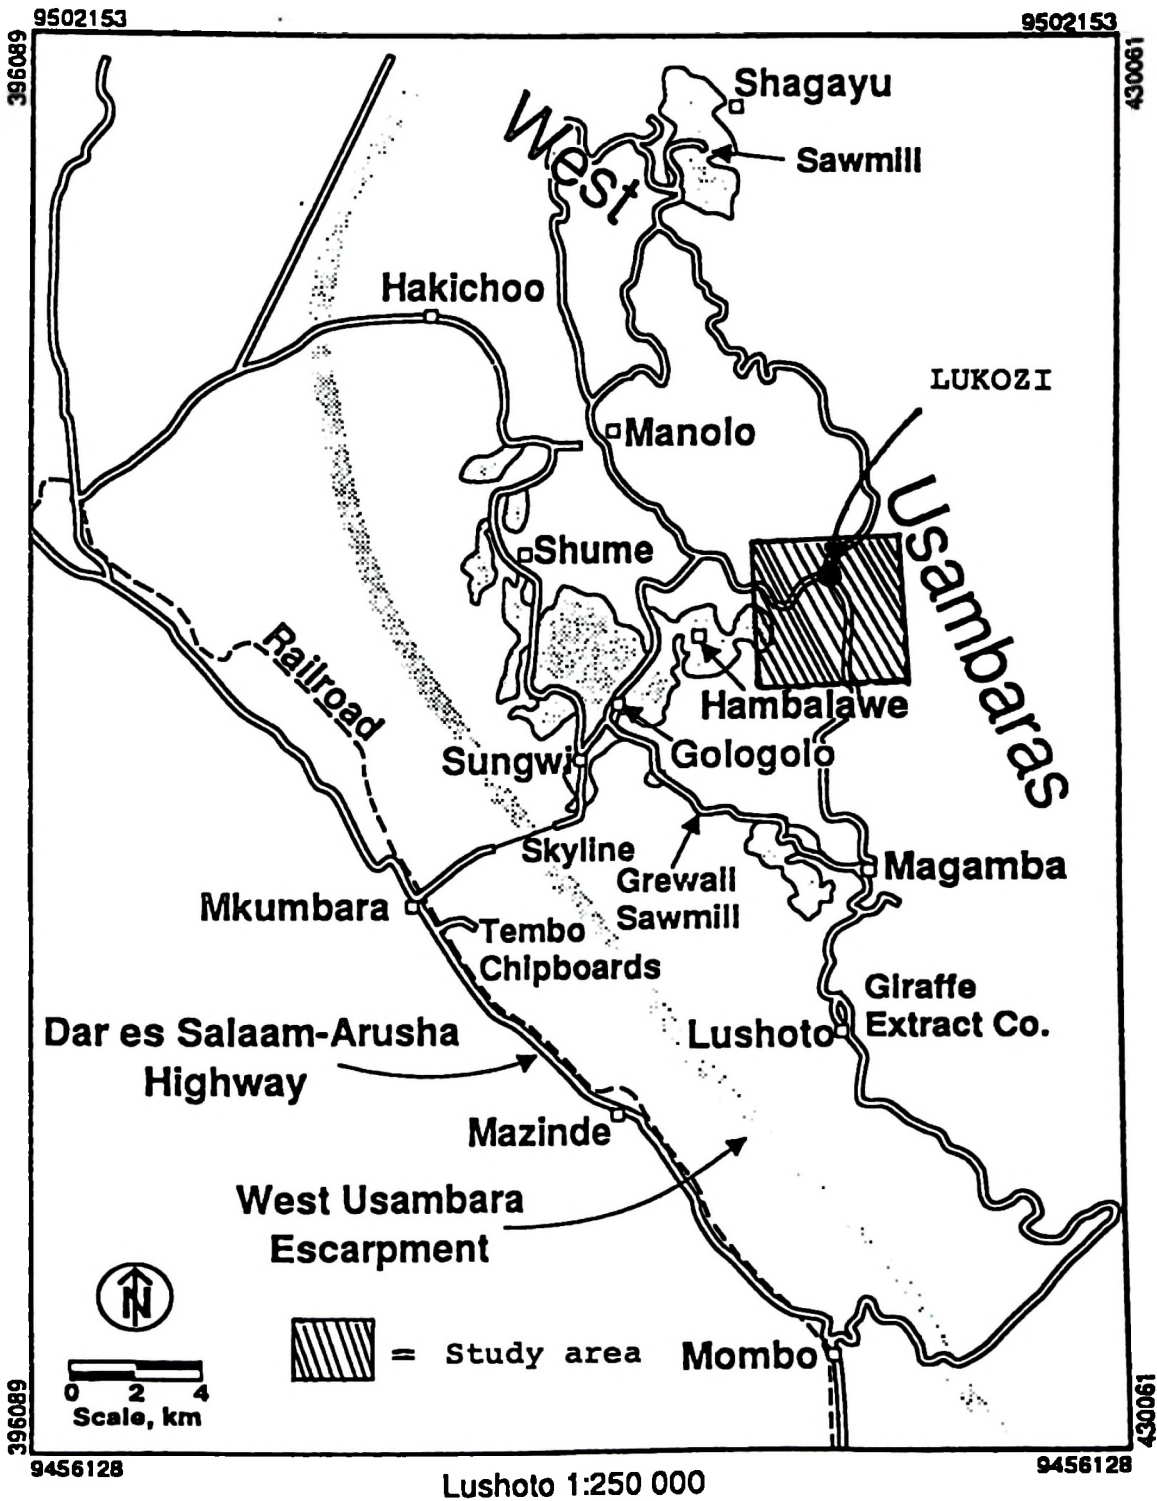 9502153
9502153
396089
430061
Shagayu
West
Sawmill
Hakichoo
LUKOZI
Manolo
Usambaras
Shume
Railroad
Hambalawe
Gologolo
Sungwi
Skyline
Grewall
Sawmill
Magamba
Mkumbara
Tembo
Chipboards
Giraffe
Extract Co.
Lushoto
Dar es Salaam-Arusha
Highway
Mazinde
West Usambara
Escarpment
N
= Study area
Mombo
0 2 4
Scale, km
396089
430061
9456128
9456128
Lushoto 1:250 000